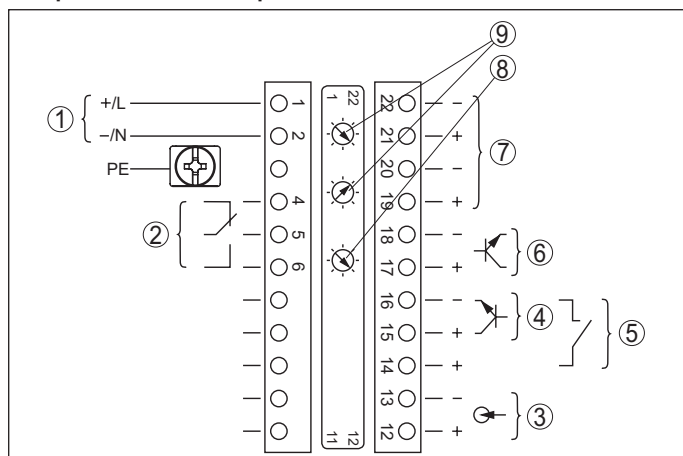 ⑨
⑧
① +/L 1 1 22 22 −
−/N 2 21 + ⑦
PE 20 −
4 19 +
② 5 18 − ⑥
6 17 +
16 − ④
15 + ⑤
14 +
13 − ③
11 12 12 +